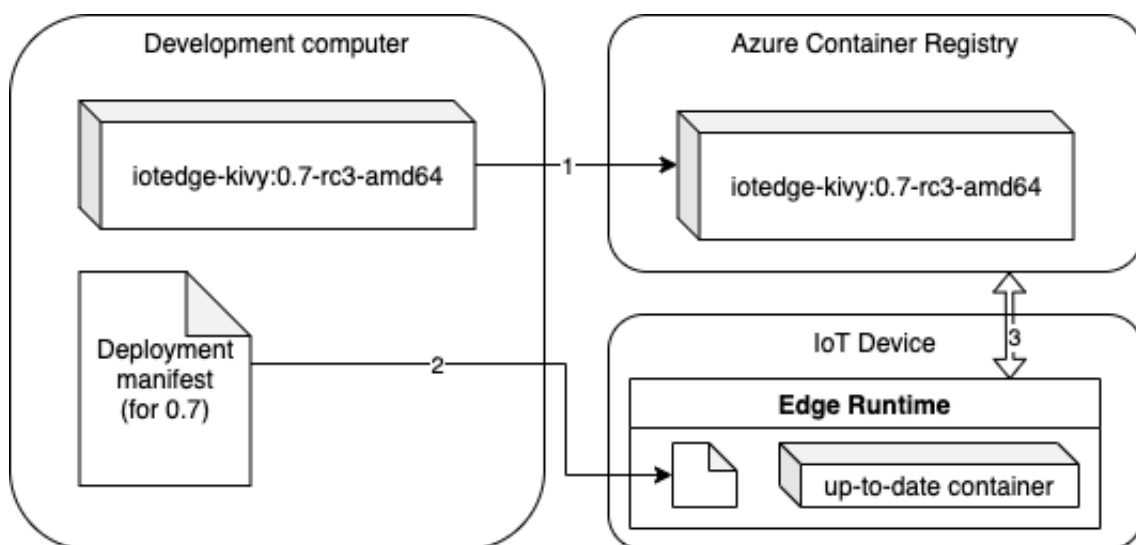 Development computer
iotedge-kivy:0.7-rc3-amd64
1
Deployment
manifest
(for 0.7)
2
Azure Container Registry
iotedge-kivy:0.7-rc3-amd64
3
IoT Device
Edge Runtime
up-to-date container